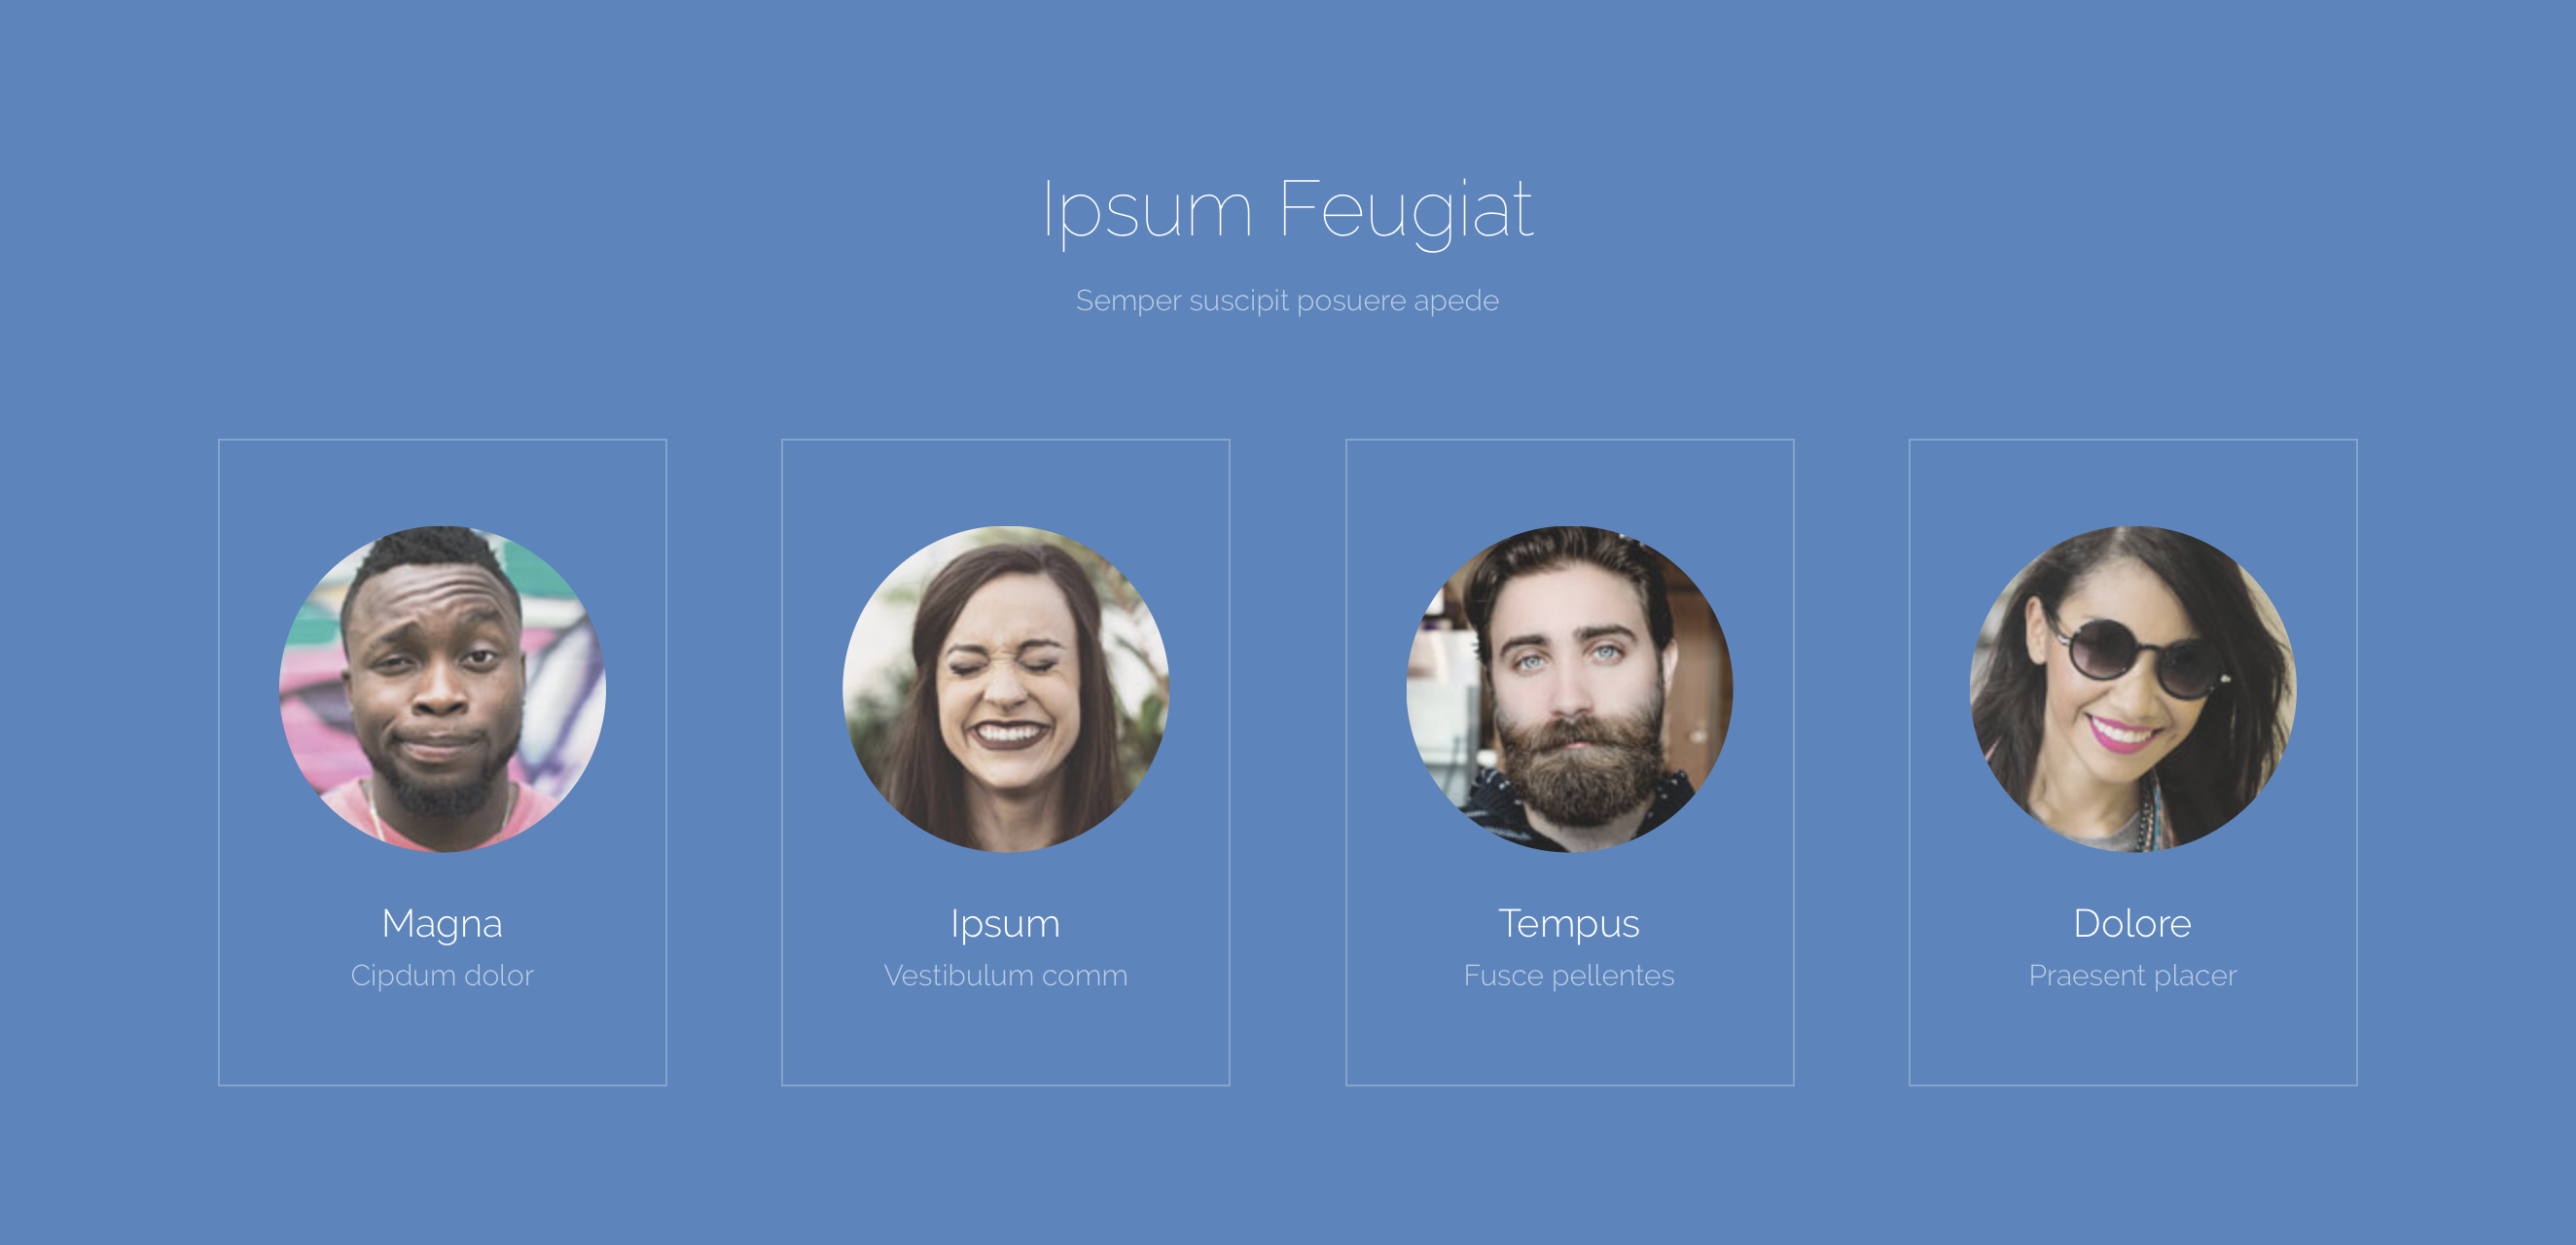 Ipsum Feugiat
Semper suscipit posuere apede
Magna
Cipdum dolor
Ipsum
Vestibulum comm
Tempus
Fusce pellentes
Dolore
Praesent placer